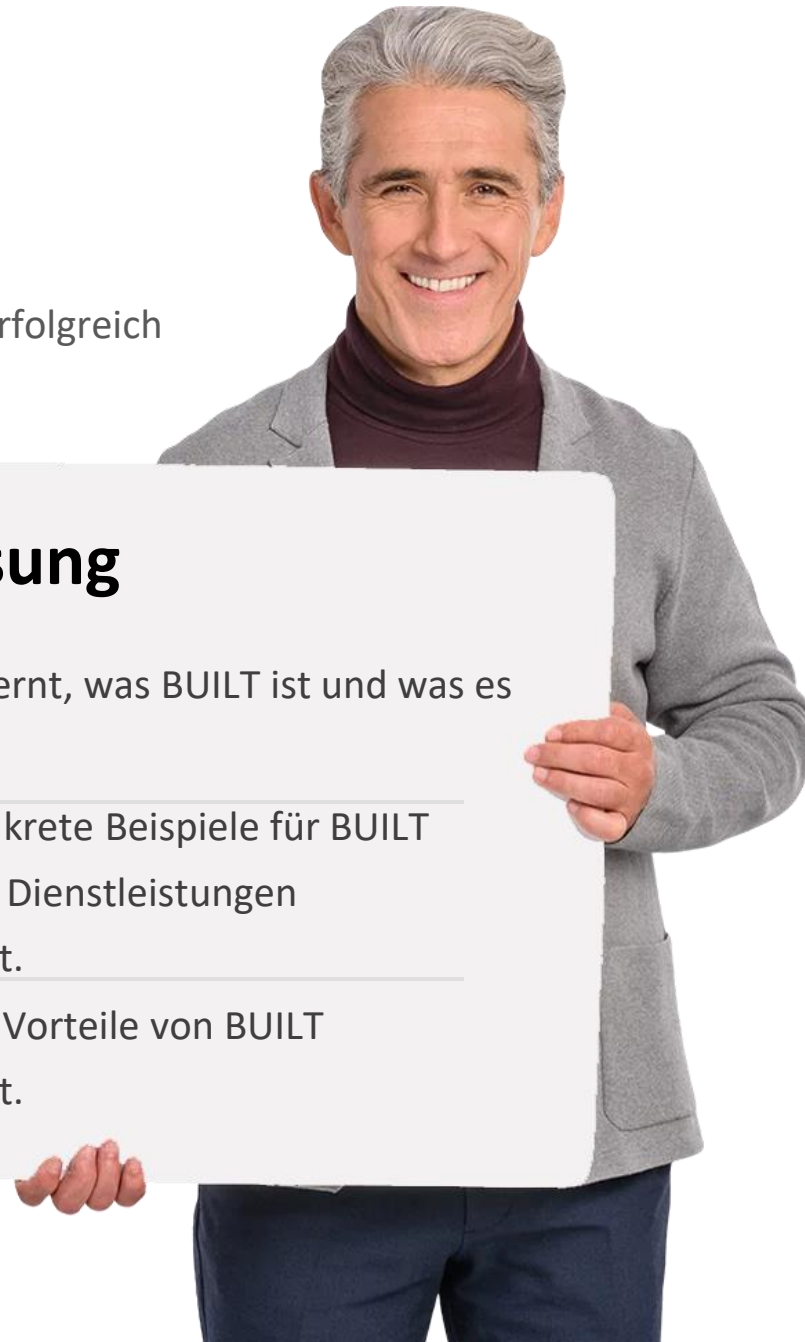 rfolgreich
sung
ernt, was BUILT ist und was es
krete Beispiele für BUILT
Dienstleistungen
t.
Vorteile von BUILT
t.